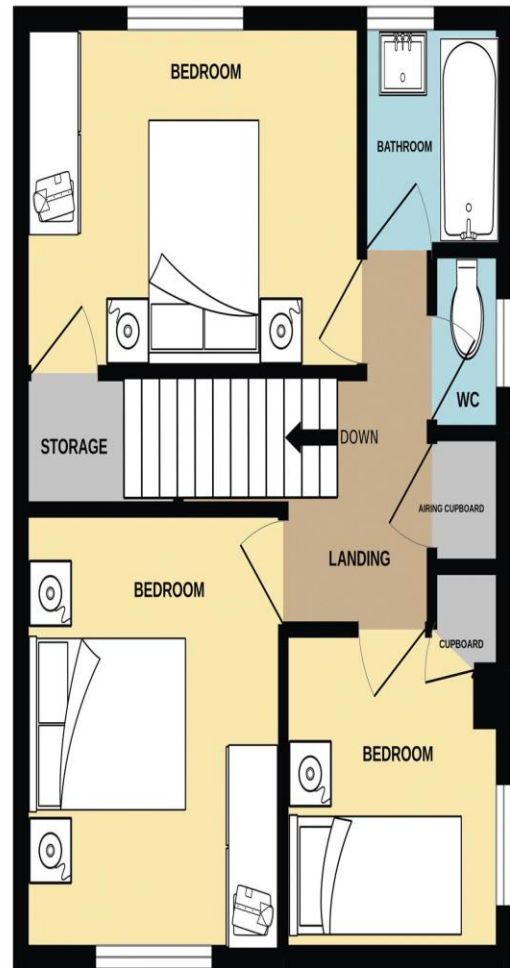 BEDROOM
BATHROOM
WC
STORAGE
DOWN
AIRING CUPBOARD
LANDING
BEDROOM
CUPBOARD
BEDROOM